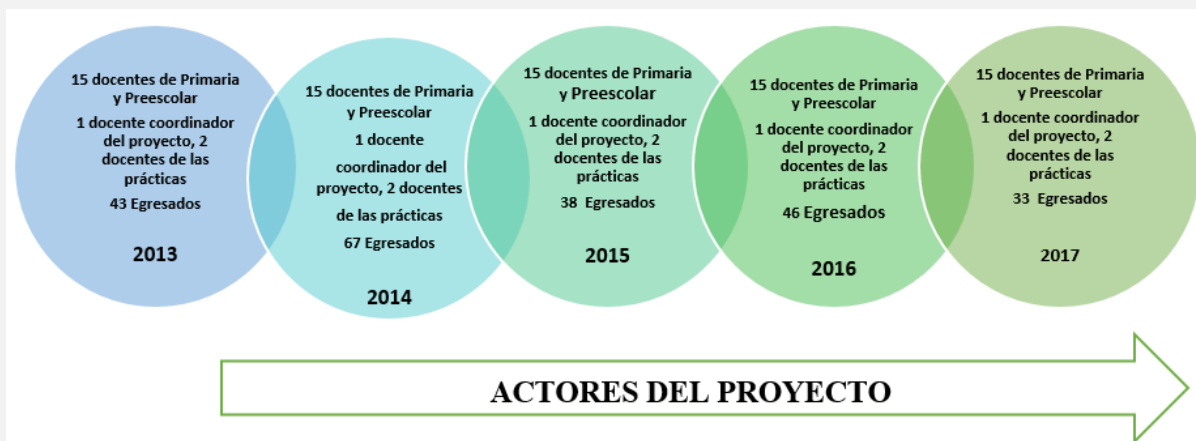 15 docentes de Primaria
y Preescolar
1 docente coordinador
del proyecto, 2
docentes de las
prácticas
43 Egresados
2013
15 docentes de Primaria
y Preescolar
1 docente
coordinador del
proyecto, 2 docentes
de las prácticas
67 Egresados
2014
15 docentes de Primaria
y Preescolar
1 docente coordinador
del proyecto, 2
docentes de las
prácticas
38 Egresados
2015
15 docentes de Primaria
y Preescolar
1 docente coordinador
del proyecto, 2
docentes de las
prácticas
46 Egresados
2016
15 docentes de Primaria
y Preescolar
1 docente coordinador
del proyecto, 2
docentes de las
prácticas
33 Egresados
2017
ACTORES DEL PROYECTO